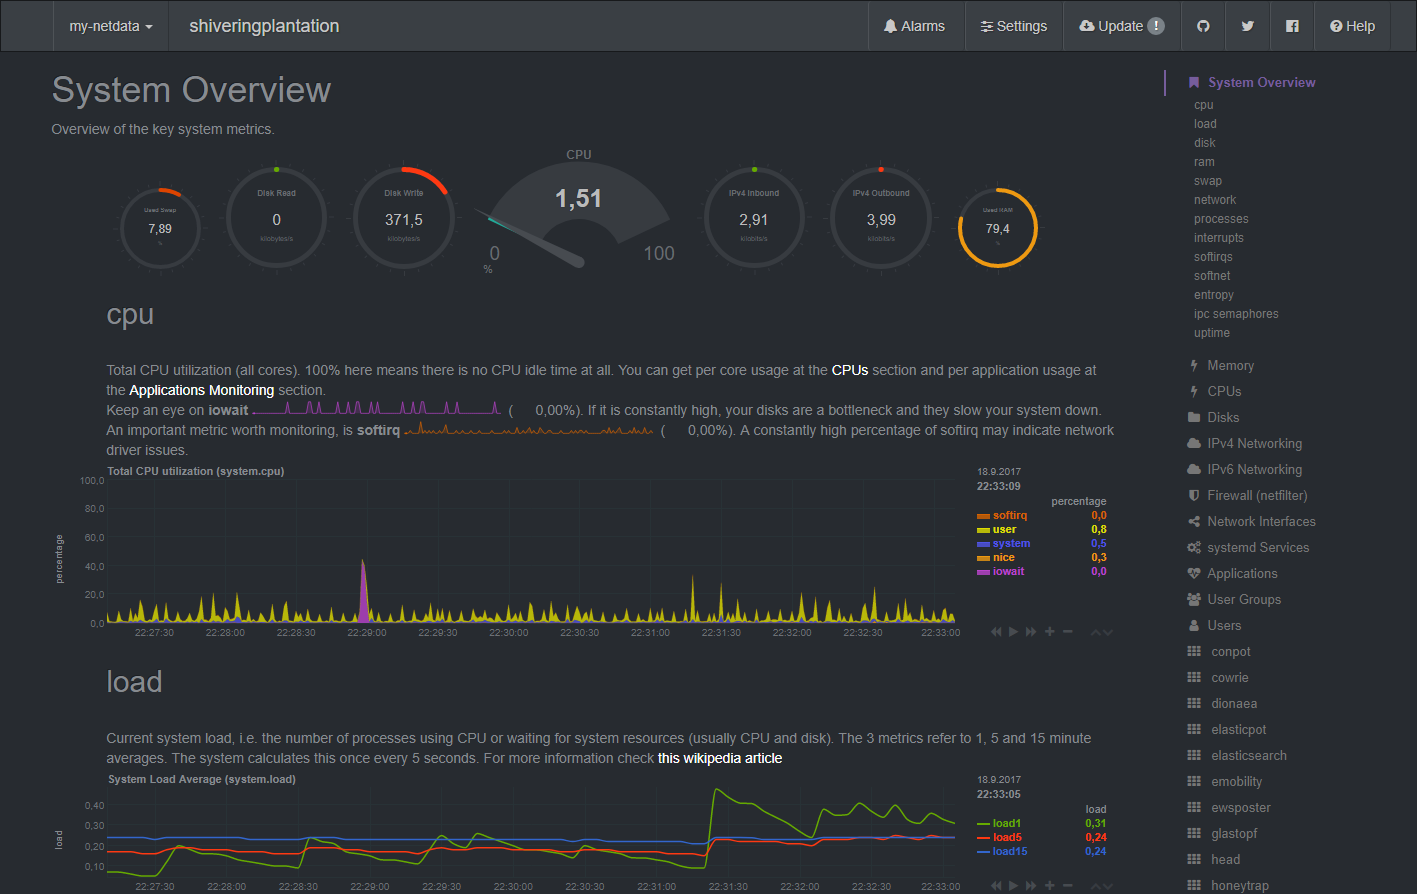 my-netdata
shiveringplantation
Alarms
Settings
Update !
Help
System Overview
Overview of the key system metrics.
Used Swap
7,89
%
Disk Read
0
kilobytes/s
Disk Write
371,5
kilobytes/s
CPU
1,51
0
100
%
IPv4 Inbound
2,91
kilobits/s
IPv4 Outbound
3,99
kilobits/s
Used RAM
79,4
%
cpu
Total CPU utilization (all cores). 100% here means there is no CPU idle time at all. You can get per core usage at the CPUs section and per application usage at
the Applications Monitoring section.
Keep an eye on iowait ( 0,00%). If it is constantly high, your disks are a bottleneck and they slow your system down.
An important metric worth monitoring, is softirq ( 0,00%). A constantly high percentage of softirq may indicate network
driver issues.
Total CPU utilization (system.cpu)
percentage
100,0
80,0
60,0
40,0
20,0
0,0
22:27:30 22:28:00 22:28:30 22:29:00 22:29:30 22:30:00 22:30:30 22:31:00 22:31:30 22:32:00 22:32:30 22:33:00
18.9.2017
22:33:09
percentage
softirq 0,0
user 0,8
system 0,5
nice 0,3
iowait 0,0
load
Current system load, i.e. the number of processes using CPU or waiting for system resources (usually CPU and disk). The 3 metrics refer to 1, 5 and 15 minute
averages. The system calculates this once every 5 seconds. For more information check this wikipedia article
System Load Average (system.load)
load
0,40
0,30
0,20
0,10
22:27:30 22:28:00 22:28:30 22:29:00 22:29:30 22:30:00 22:30:30 22:31:00 22:31:30 22:32:00 22:32:30 22:33:00
18.9.2017
22:33:05
load
load1 0,31
load5 0,24
load15 0,24
System Overview
cpu
load
disk
ram
swap
network
processes
interrupts
softirqs
softnet
entropy
ipc semaphores
uptime
Memory
CPUs
Disks
IPv4 Networking
IPv6 Networking
Firewall (netfilter)
Network Interfaces
systemd Services
Applications
User Groups
Users
conpot
cowrie
dionaea
elasticpot
elasticsearch
emobility
ewsposter
glastopf
head
honeytrap